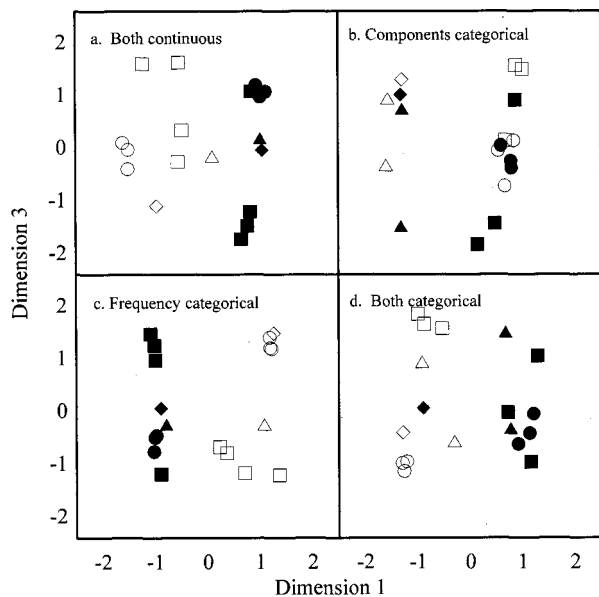 a. Both continuous
b. Components categorical
2
1
0
-1
-2
Dimension 3
c. Frequency categorical
d. Both categorical
2
1
0
-1
-2
-2 -1 0 1 2 -2 -1 0 1 2
Dimension 1